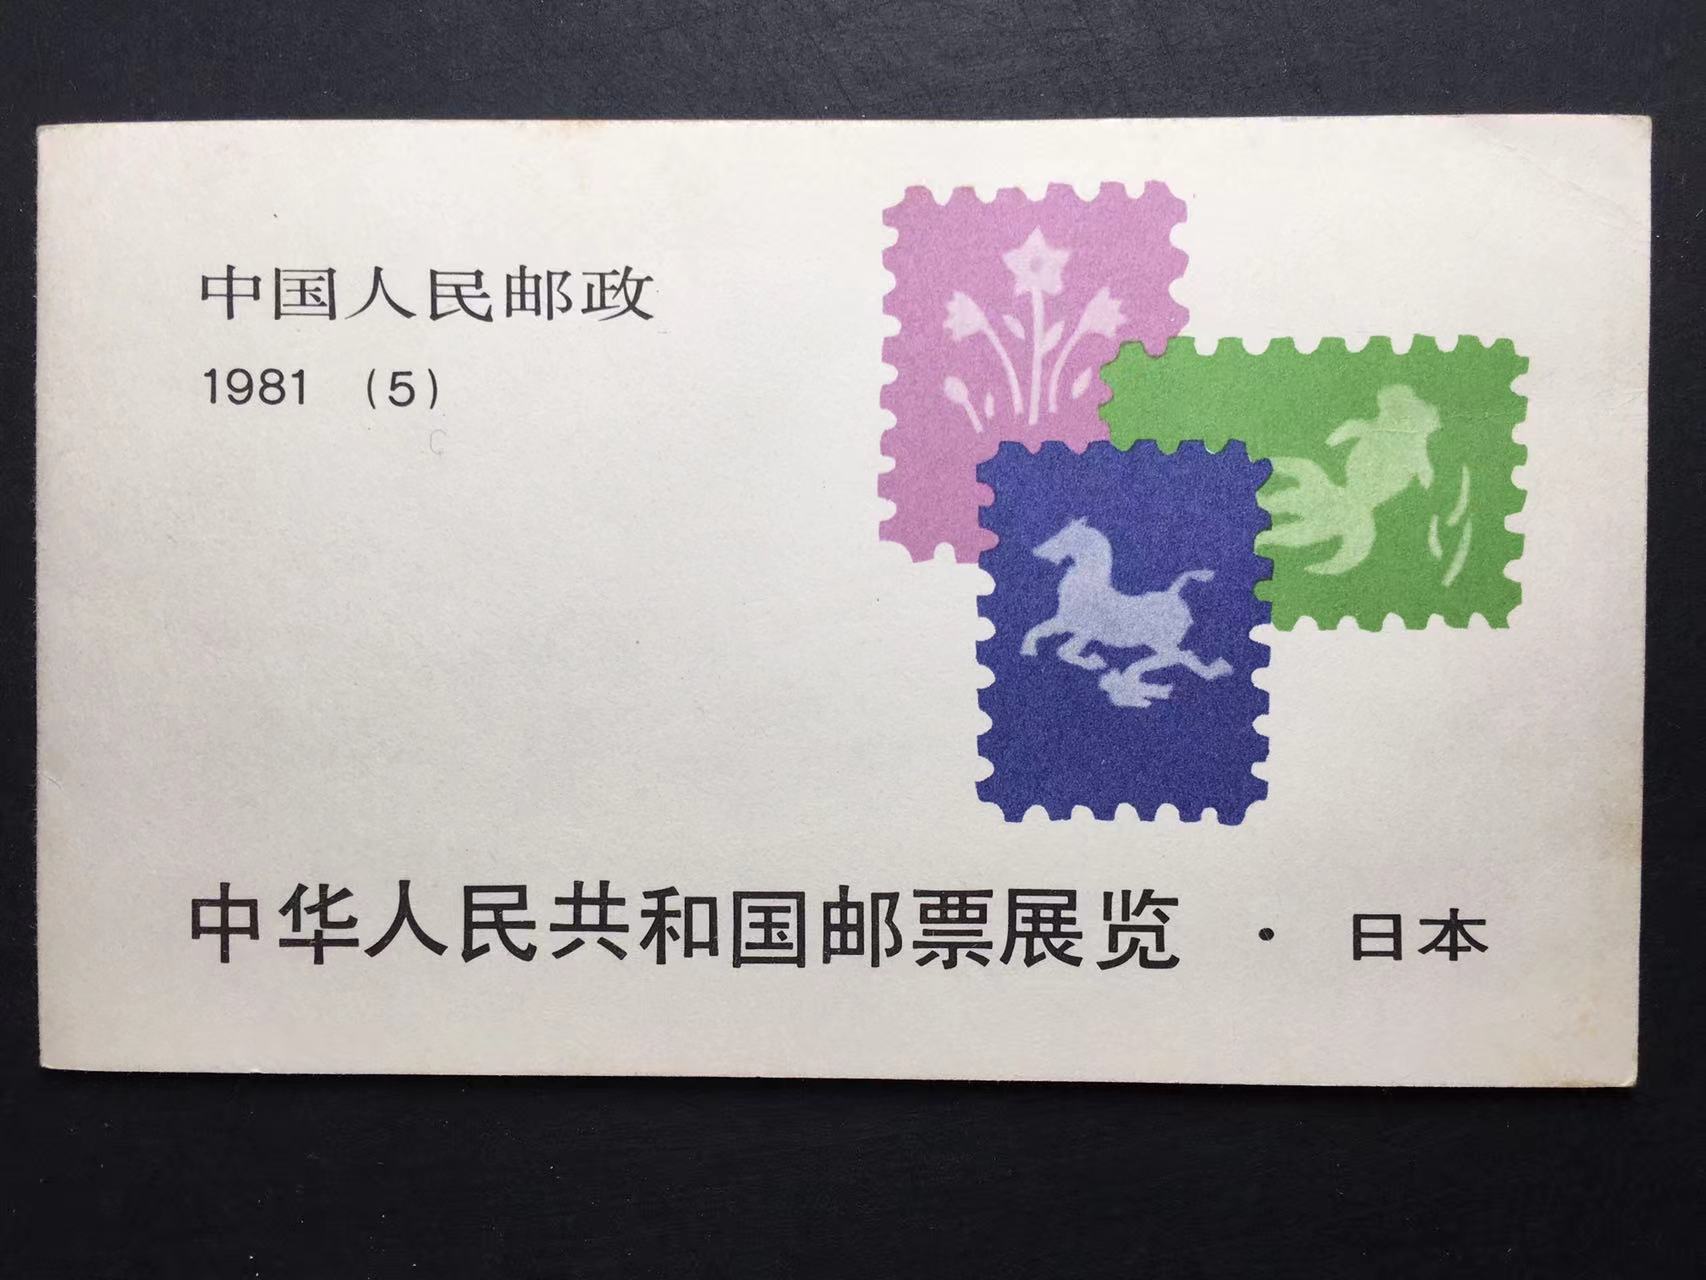 中国人民邮政
1981 (5)
中华人民共和国邮票展览 · 日本